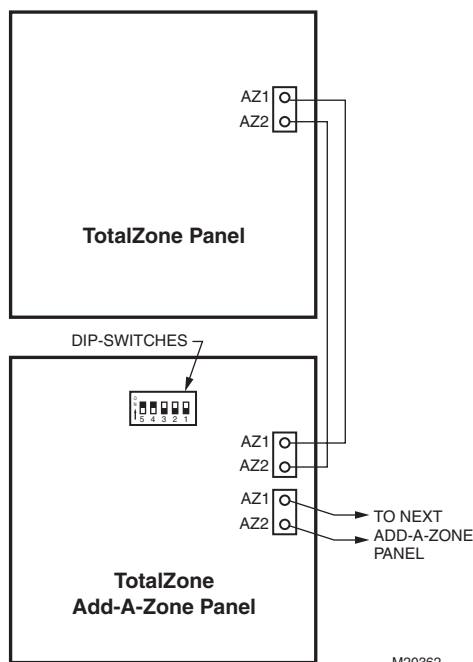 AZ1
AZ2
TotalZone Panel
DIP-SWITCHES
O
N
5 4 3 2 1
AZ1
AZ2
AZ1
AZ2
TO NEXT
ADD-A-ZONE
PANEL
TotalZone
Add-A-Zone Panel
M20362